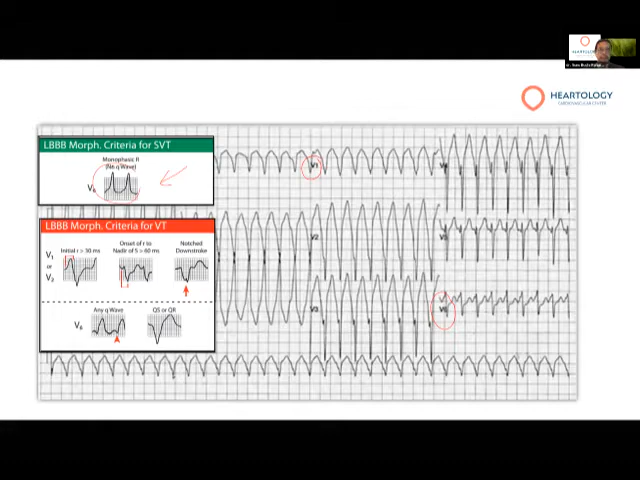 HEARTOLOGY
CARDIOVASCULAR CENTER
LBBB Morph. Criteria for SVT
Monophasic R
(No q Wave)
V6
LBBB Morph. Criteria for VT
Initial r > 30 ms
Onset of r to
Nadir of S > 60 ms
Notched
Downstroke
V1
or
V2
Any q Wave
QS or QR
V6
V1
V2
V3
V6
HEARTOLOGY